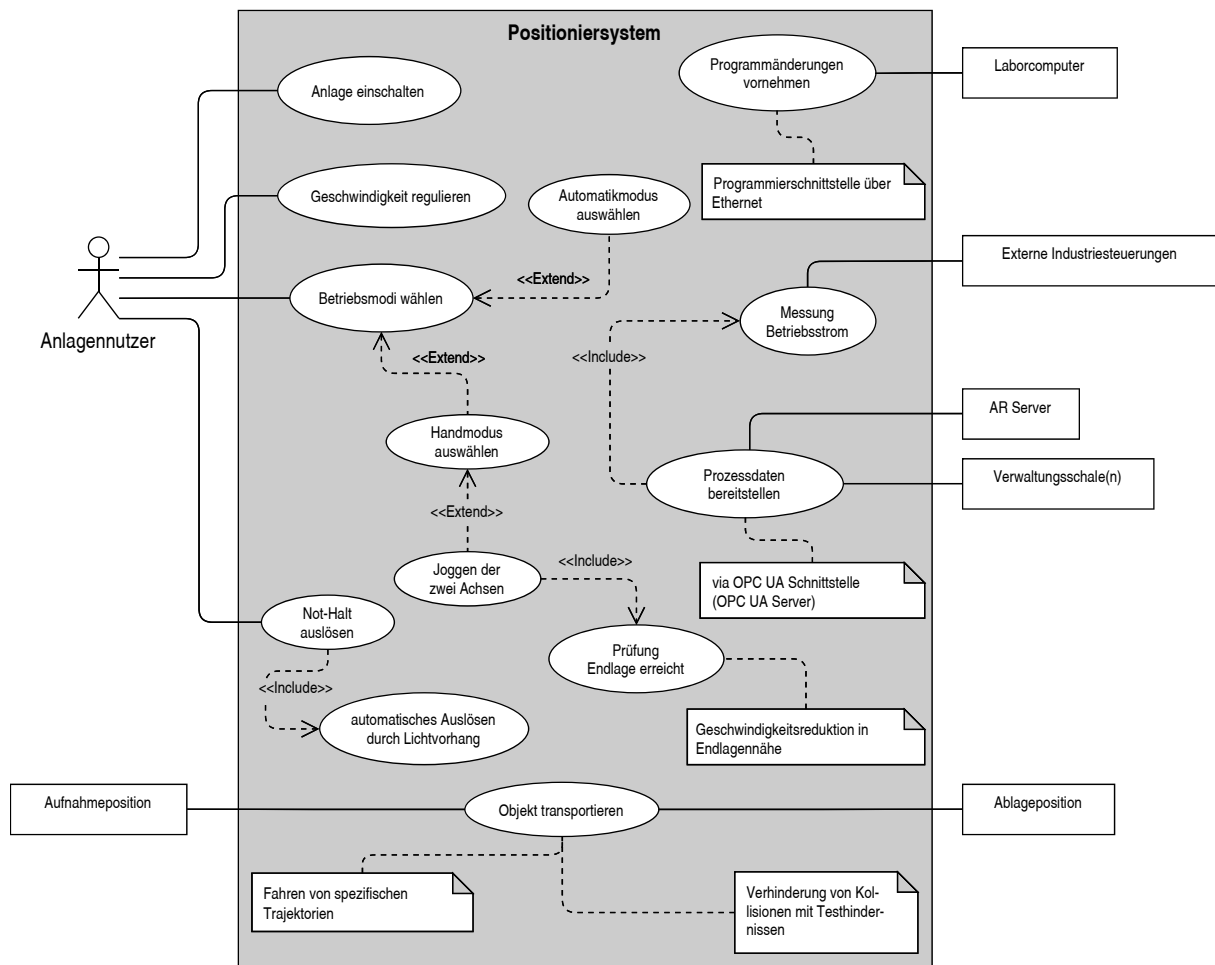 Positioniersystem
Programmänderungen
vornehmen
Laborcomputer
Anlage einschalten
Programmierschnittstelle über
Ethernet
Geschwindigkeit regulieren
Automatikmodus
auswählen
Externe Industriesteuerungen
<<Extend>>
Betriebsmodi wählen
Messung
Betriebsstrom
Anlagennutzer
<<Extend>>
<<Include>>
AR Server
Handmodus
auswählen
Prozessdaten
bereitstellen
Verwaltungsschale(n)
<<Extend>>
<<Include>>
Joggen der
zwei Achsen
via OPC UA Schnittstelle
(OPC UA Server)
Not-Halt
auslösen
Prüfung
Endlage erreicht
<<Include>>
automatisches Auslösen
durch Lichtvorhang
Geschwindigkeitsreduktion in
Endlagennähe
Aufnahmeposition
Objekt transportieren
Ablageposition
Fahren von spezifischen
Trajektorien
Verhinderung von Kol-
lisionen mit Testhinder-
nissen